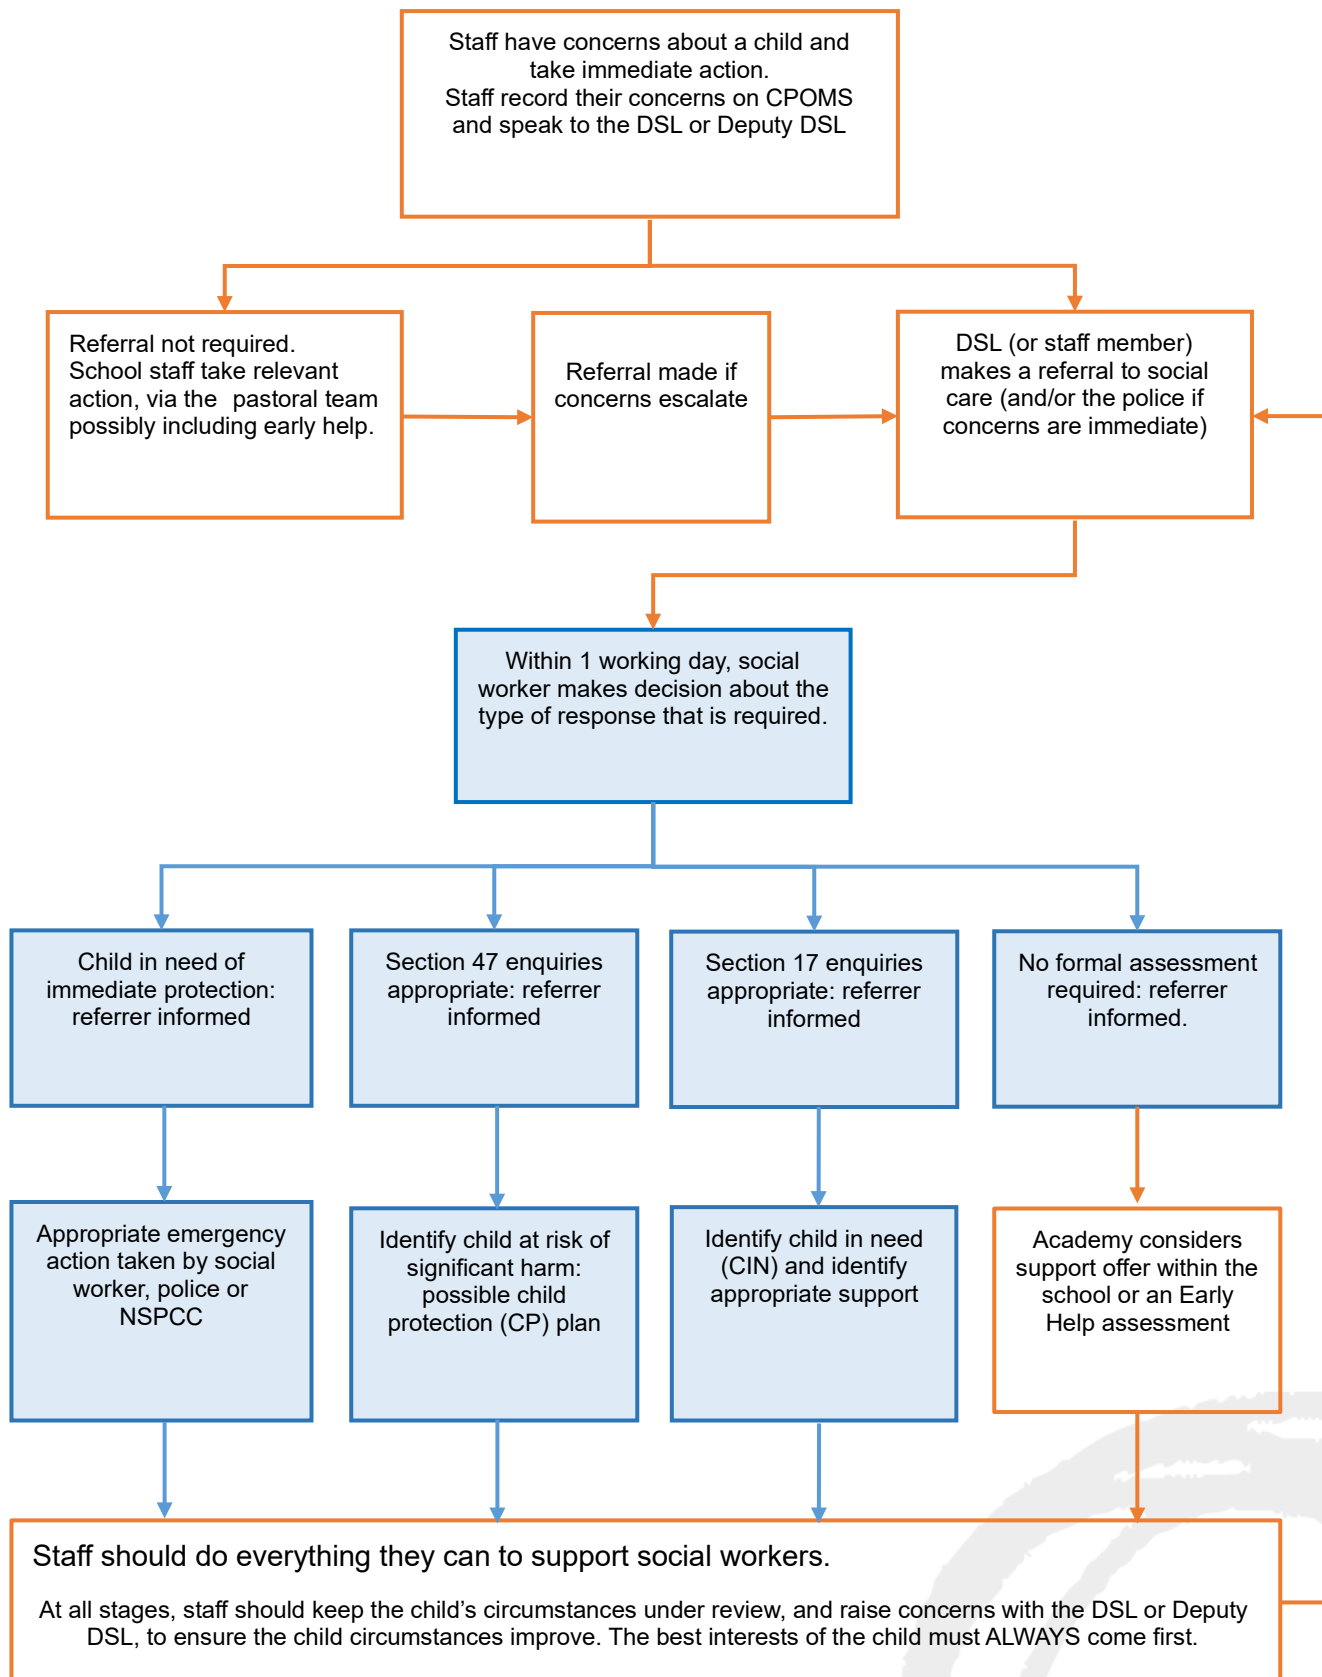 Staff have concerns about a child and
take immediate action.
Staff record their concerns on CPOMS
and speak to the DSL or Deputy DSL
Referral not required.
School staff take relevant
action, via the pastoral team
possibly including early help.
Referral made if
concerns escalate
DSL (or staff member)
makes a referral to social
care (and/or the police if
concerns are immediate)
Within 1 working day, social
worker makes decision about the
type of response that is required.
Child in need of
immediate protection:
referrer informed
Section 47 enquiries
appropriate: referrer
informed
Section 17 enquiries
appropriate: referrer
informed
No formal assessment
required: referrer
informed.
Appropriate emergency
action taken by social
worker, police or
NSPCC
Identify child at risk of
significant harm:
possible child
protection (CP) plan
Identify child in need
(CIN) and identify
appropriate support
Academy considers
support offer within the
school or an Early
Help assessment
Staff should do everything they can to support social workers.
At all stages, staff should keep the child’s circumstances under review, and raise concerns with the DSL or Deputy
DSL, to ensure the child circumstances improve. The best interests of the child must ALWAYS come first.